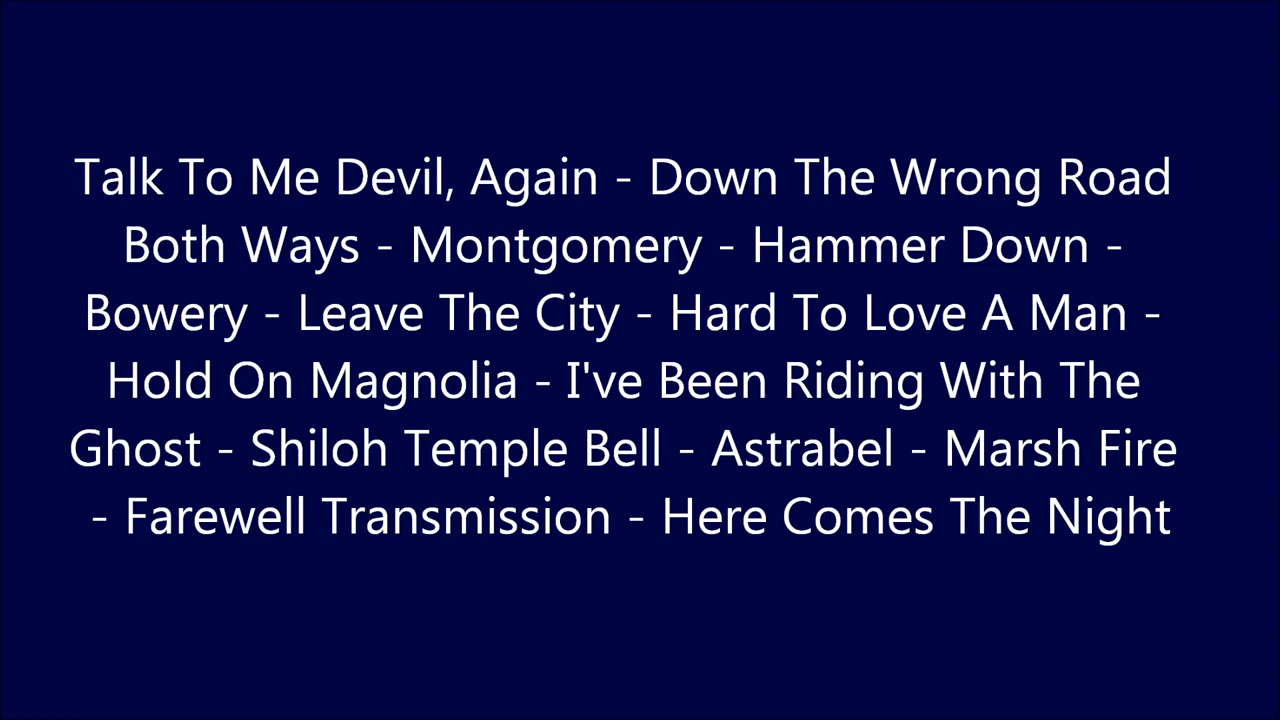 Talk To Me Devil, Again - Down The Wrong Road
Both Ways - Montgomery - Hammer Down -
Bowery - Leave The City - Hard To Love A Man -
Hold On Magnolia - I've Been Riding With The
Ghost - Shiloh Temple Bell - Astrabel - Marsh Fire
- Farewell Transmission - Here Comes The Night